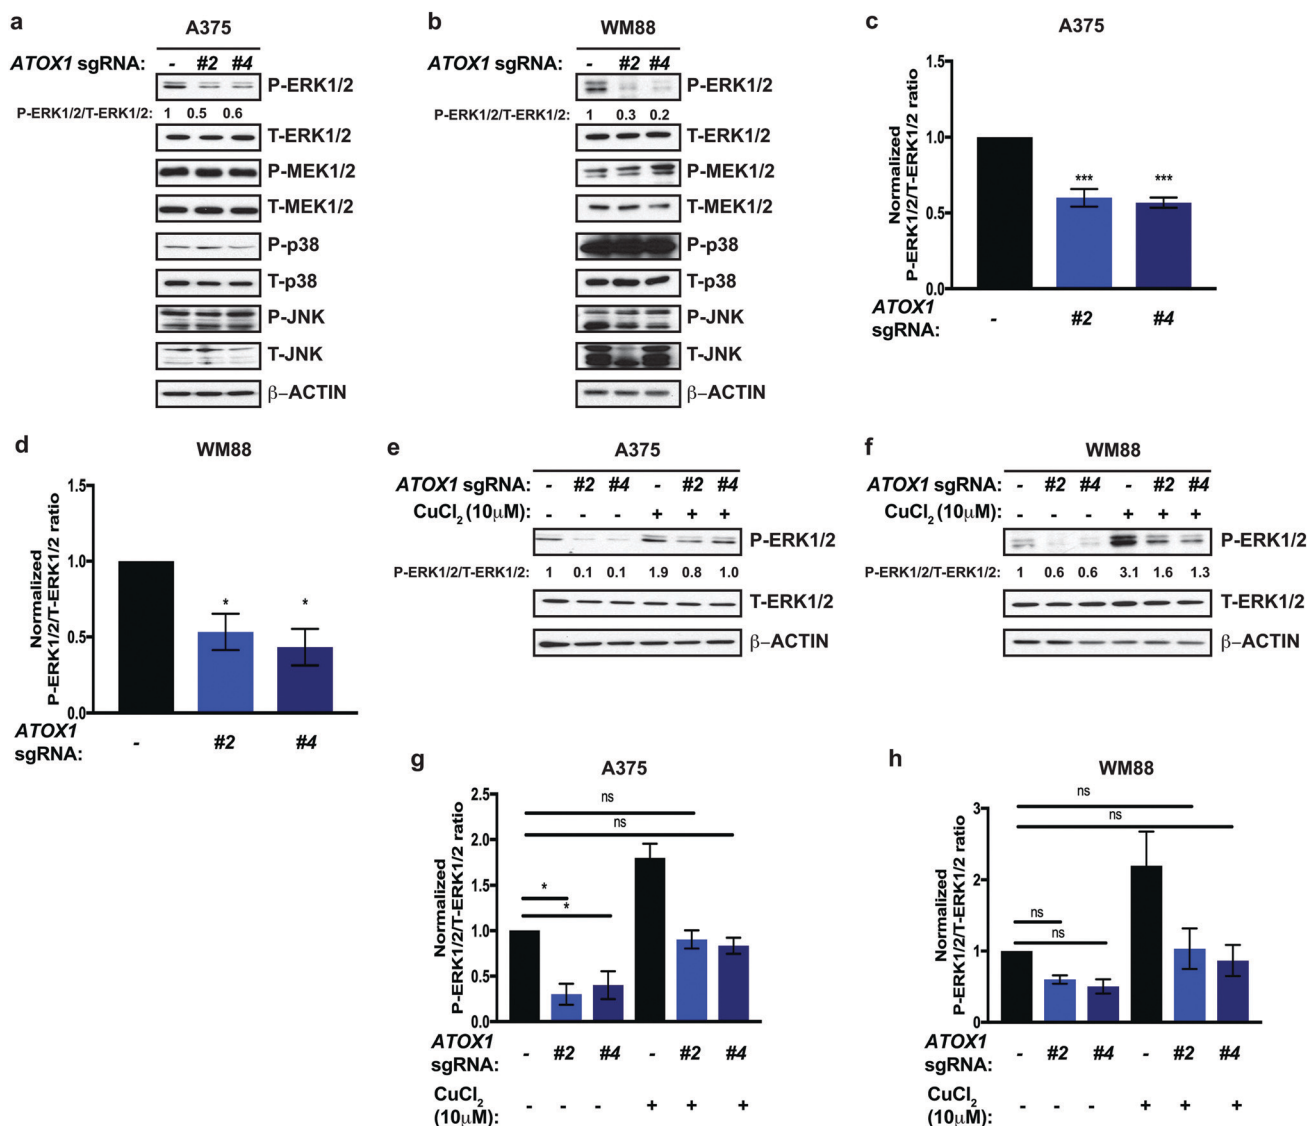 a
A375
ATOX1 sgRNA: - #2 #4
P-ERK1/2
P-ERK1/2/T-ERK1/2: 1 0.5 0.6
T-ERK1/2
P-MEK1/2
T-MEK1/2
P-p38
T-p38
P-JNK
T-JNK
β–ACTIN
b
WM88
ATOX1 sgRNA: - #2 #4
P-ERK1/2
P-ERK1/2/T-ERK1/2: 1 0.3 0.2
T-ERK1/2
P-MEK1/2
T-MEK1/2
P-p38
T-p38
P-JNK
T-JNK
β–ACTIN
c
A375
Normalized
P-ERK1/2/T-ERK1/2 ratio
1.5
1.0
0.5
0.0
*** ***
ATOX1
sgRNA: - #2 #4
d
WM88
Normalized
P-ERK1/2/T-ERK1/2 ratio
1.5
1.0
0.5
0.0
* *
ATOX1
sgRNA: - #2 #4
e
A375
ATOX1 sgRNA: - #2 #4 - #2 #4
CuCl2 (10µM): - - - + + +
P-ERK1/2
P-ERK1/2/T-ERK1/2: 1 0.1 0.1 1.9 0.8 1.0
T-ERK1/2
β–ACTIN
f
WM88
ATOX1 sgRNA: - #2 #4 - #2 #4
CuCl2 (10µM): - - - + + +
P-ERK1/2
P-ERK1/2/T-ERK1/2: 1 0.6 0.6 3.1 1.6 1.3
T-ERK1/2
β–ACTIN
g
A375
Normalized
P-ERK1/2/T-ERK1/2 ratio
2.5
2.0
1.5
1.0
0.5
0.0
ns
ns
*
*
ATOX1
sgRNA: - #2 #4 - #2 #4
CuCl2
(10µM): - - - + + +
h
WM88
Normalized
P-ERK1/2/T-ERK1/2 ratio
3
2
1
0
ns
ns
ns
ns
ATOX1
sgRNA: - #2 #4 - #2 #4
CuCl2
(10µM): - - - + + +